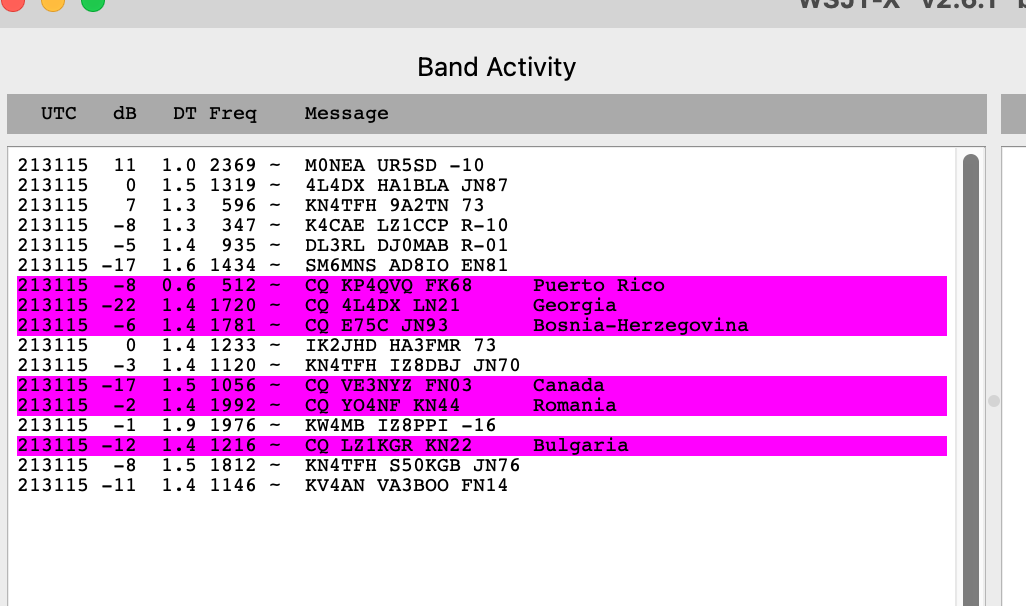 WSJT-X v2.6.1
Band Activity
UTC dB DT Freq Message
213115 11 1.0 2369 ~ M0NEA UR5SD -10
213115 0 1.5 1319 ~ 4L4DX HA1BLA JN87
213115 7 1.3 596 ~ KN4TFH 9A2TN 73
213115 -8 1.3 347 ~ K4CAE LZ1CCP R-10
213115 -5 1.4 935 ~ DL3RL DJ0MAB R-01
213115 -17 1.6 1434 ~ SM6MNS AD8IO EN81
213115 -8 0.6 512 ~ CQ KP4QVQ FK68 Puerto Rico
213115 -22 1.4 1720 ~ CQ 4L4DX LN21 Georgia
213115 -6 1.4 1781 ~ CQ E75C JN93 Bosnia-Herzegovina
213115 0 1.4 1233 ~ IK2JHD HA3FMR 73
213115 -3 1.4 1120 ~ KN4TFH IZ8DBJ JN70
213115 -17 1.5 1056 ~ CQ VE3NYZ FN03 Canada
213115 -2 1.4 1992 ~ CQ YO4NF KN44 Romania
213115 -1 1.9 1976 ~ KW4MB IZ8PPI -16
213115 -12 1.4 1216 ~ CQ LZ1KGR KN22 Bulgaria
213115 -8 1.5 1812 ~ KN4TFH S50KGB JN76
213115 -11 1.4 1146 ~ KV4AN VA3BOO FN14